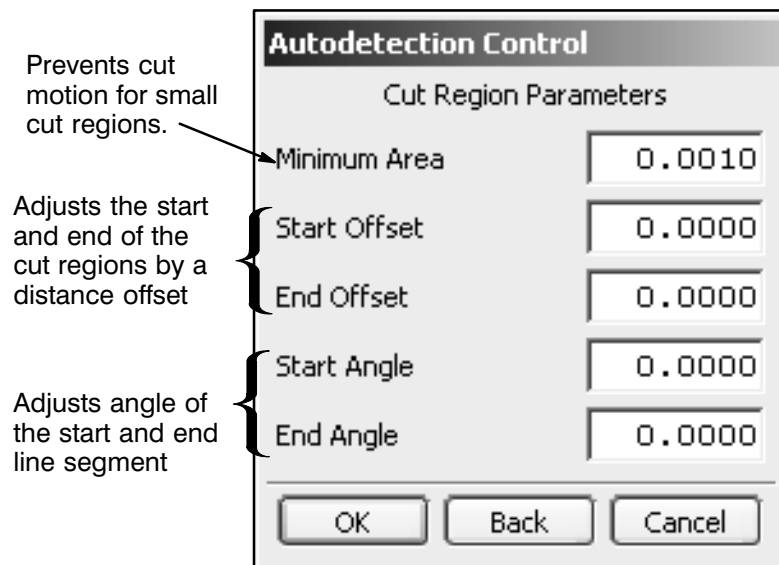 Autodetection Control
Cut Region Parameters
Prevents cut
motion for small
cut regions.
Minimum Area 0.0010
Adjusts the start
and end of the
cut regions by a
distance offset
Start Offset 0.0000
End Offset 0.0000
Adjusts angle of
the start and end
line segment
Start Angle 0.0000
End Angle 0.0000
OK Back Cancel